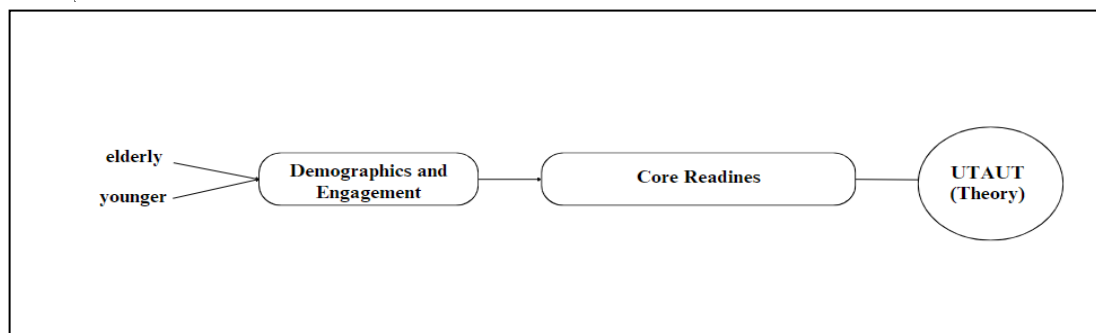 elderly
younger
Demographics and
Engagement
Core Readines
UTAUT
(Theory)